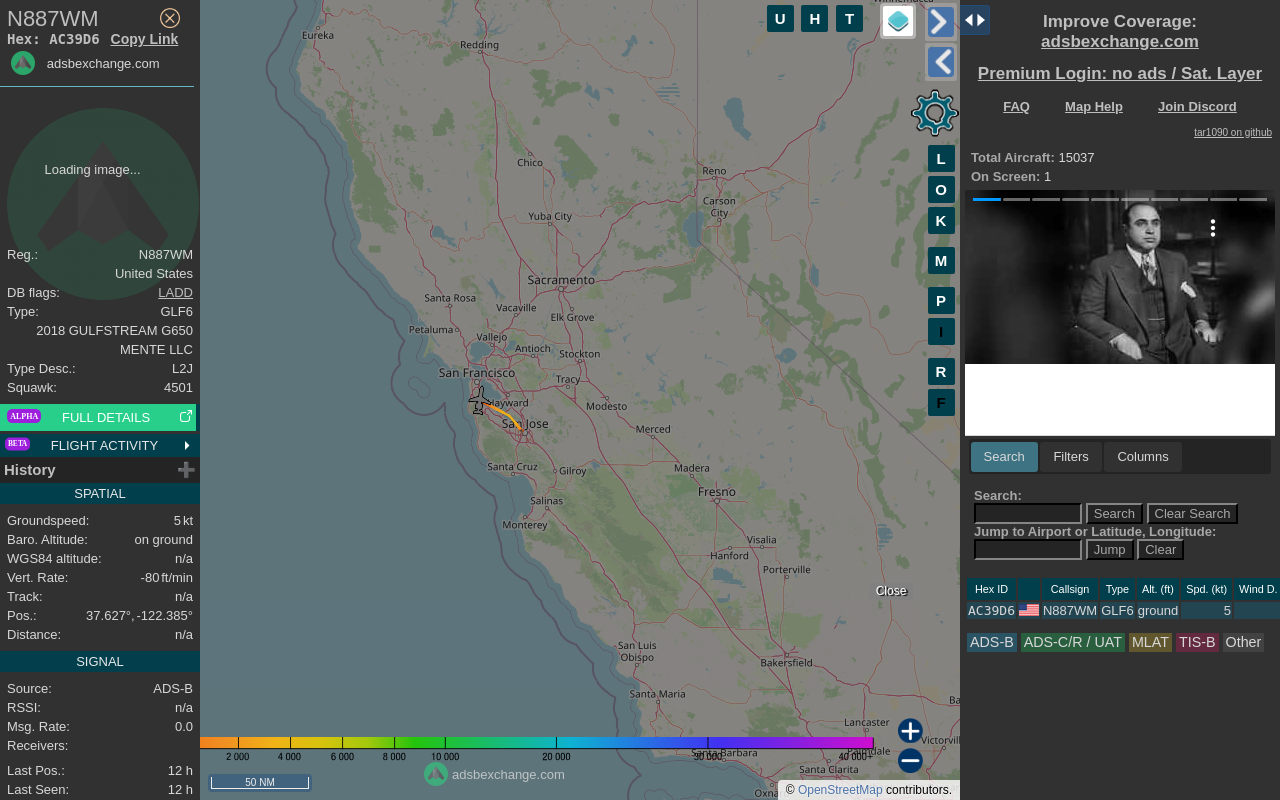 N887WM
Hex: AC39D6 Copy Link
adsbexchange.com
Loading image...
Reg.: N887WM
United States
DB flags: LADD
Type: GLF6
2018 GULFSTREAM G650
MENTE LLC
Type Desc.: L2J
Squawk: 4501
ALPHA FULL DETAILS
BETA FLIGHT ACTIVITY
History
SPATIAL
Groundspeed: 5 kt
Baro. Altitude: on ground
WGS84 altitude: n/a
Vert. Rate: -80 ft/min
Track: n/a
Pos.: 37.627°, -122.385°
Distance: n/a
SIGNAL
Source: ADS-B
RSSI: n/a
Msg. Rate: 0.0
Receivers:
Last Pos.: 12 h
Last Seen: 12 h
U H T
L
O
K
M
P
I
R
F
Eureka
Redding
Chico
Reno
Carson
City
Yuba City
Sacramento
Santa Rosa
Vacaville
Elk Grove
Petaluma
Vallejo
Antioch
Stockton
San Francisco
Tracy
Hayward
Modesto
San Jose
Merced
Santa Cruz
Gilroy
Madera
Salinas
Fresno
Monterey
Visalia
Hanford
Porterville
Close
San Luis
Obispo
Bakersfield
Santa Maria
Lancaster
Santa Barbara
Santa Clarita
2 000 4 000 6 000 8 000 10 000 20 000 30 000 40 000+
50 NM
adsbexchange.com
© OpenStreetMap contributors.
Improve Coverage:
adsbexchange.com
Premium Login: no ads / Sat. Layer
FAQ Map Help Join Discord
tar1090 on github
Total Aircraft: 15037
On Screen: 1
Search Filters Columns
Search:
Search Clear Search
Jump to Airport or Latitude, Longitude:
Jump Clear
Hex ID Callsign Type Alt. (ft) Spd. (kt) Wind D.
AC39D6 N887WM GLF6 ground 5
ADS-B ADS-C/R / UAT MLAT TIS-B Other